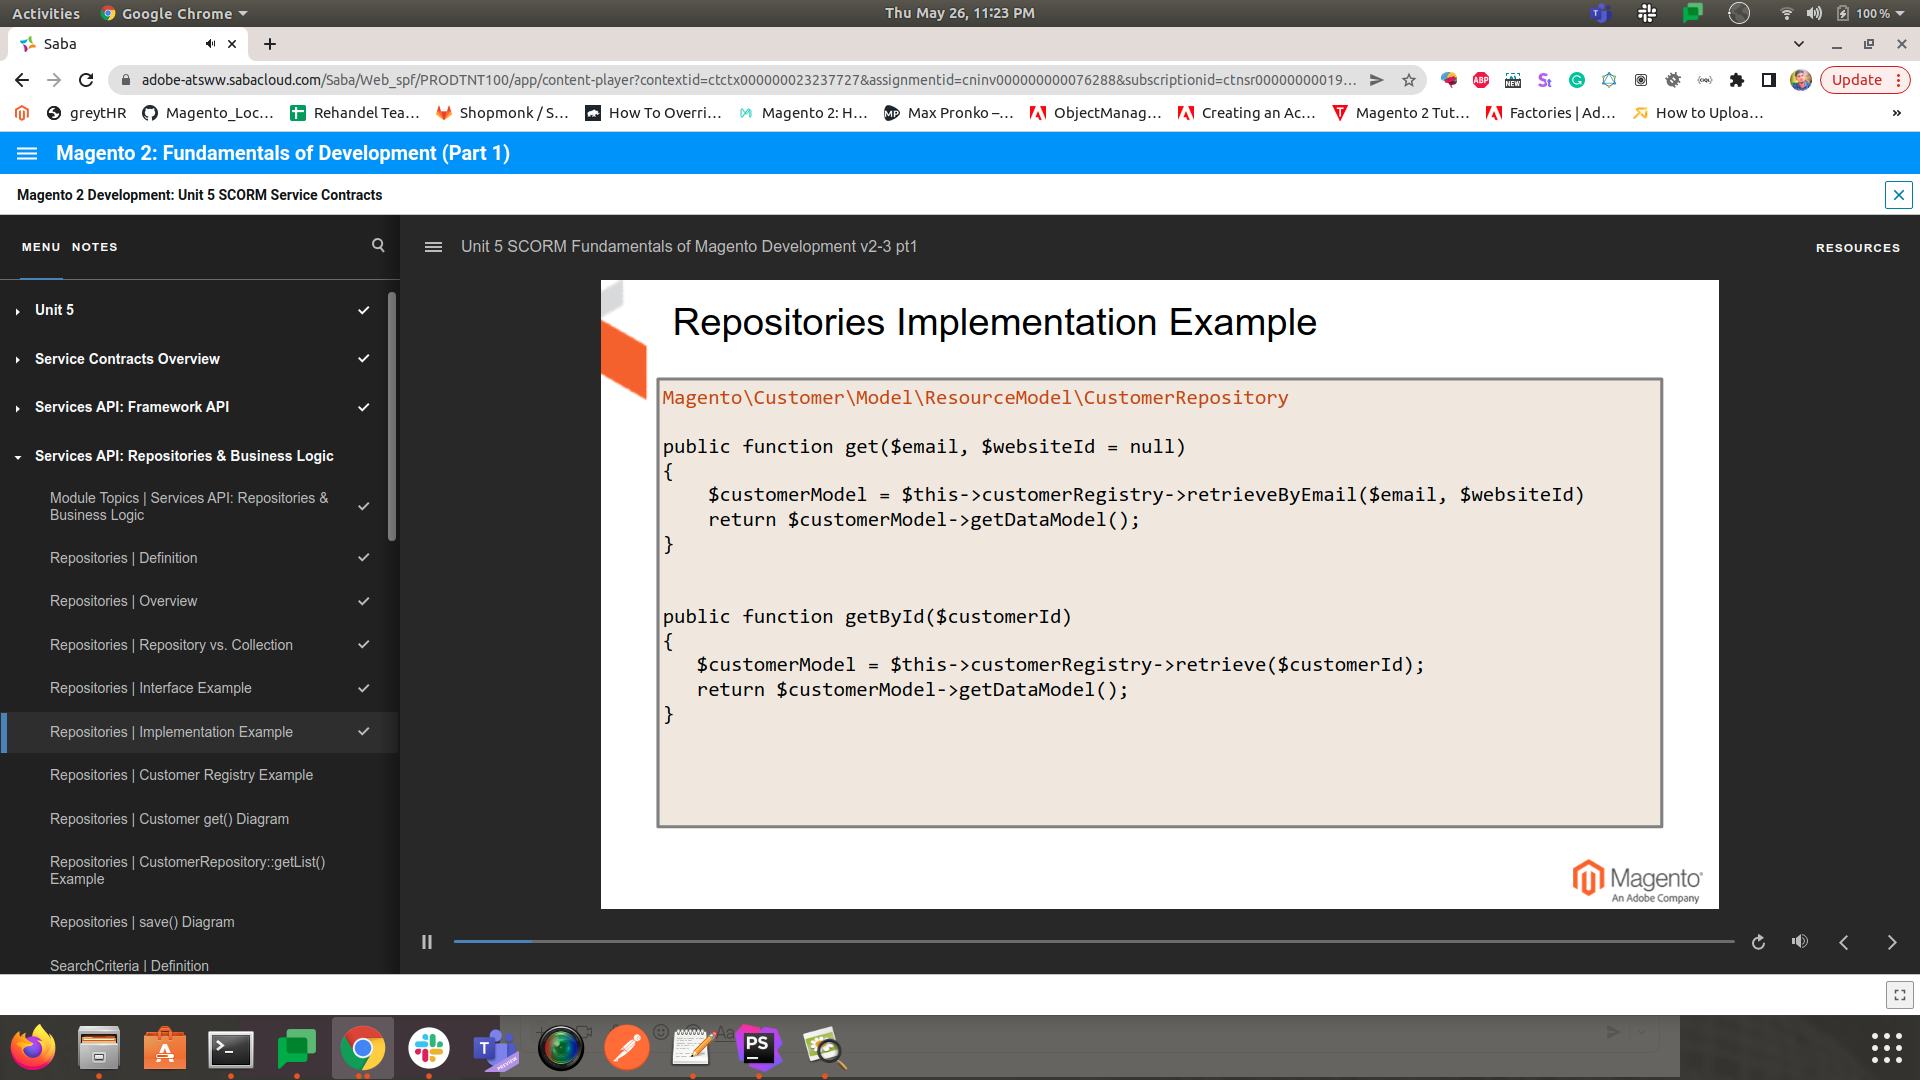 Activities
Google Chrome
Thu May 26, 11:23 PM
100 %
Saba
adobe-atsww.sabacloud.com/Saba/Web_spf/PRODTNT100/app/content-player?contextid=ctctx000000023237727&assignmentid=cninv000000000076288&subscriptionid=ctnsr00000000019...
ABP
NEW
St
Update
greytHR
Magento_Loc...
Rehandel Tea...
Shopmonk / S...
How To Overri...
Magento 2: H...
Max Pronko –...
ObjectManag...
Creating an Ac...
Magento 2 Tut...
Factories | Ad...
How to Uploa...
»
Magento 2: Fundamentals of Development (Part 1)
Magento 2 Development: Unit 5 SCORM Service Contracts
MENU NOTES
Unit 5 SCORM Fundamentals of Magento Development v2-3 pt1
RESOURCES
Unit 5
Service Contracts Overview
Services API: Framework API
Services API: Repositories & Business Logic
Module Topics | Services API: Repositories &
Business Logic
Repositories | Definition
Repositories | Overview
Repositories | Repository vs. Collection
Repositories | Interface Example
Repositories | Implementation Example
Repositories | Customer Registry Example
Repositories | Customer get() Diagram
Repositories | CustomerRepository::getList()
Example
Repositories | save() Diagram
SearchCriteria | Definition
Repositories Implementation Example
Magento\Customer\Model\ResourceModel\CustomerRepository
public function get($email, $websiteId = null)
{
$customerModel = $this->customerRegistry->retrieveByEmail($email, $websiteId)
return $customerModel->getDataModel();
}
public function getById($customerId)
{
$customerModel = $this->customerRegistry->retrieve($customerId);
return $customerModel->getDataModel();
}
Magento
An Adobe Company
PS